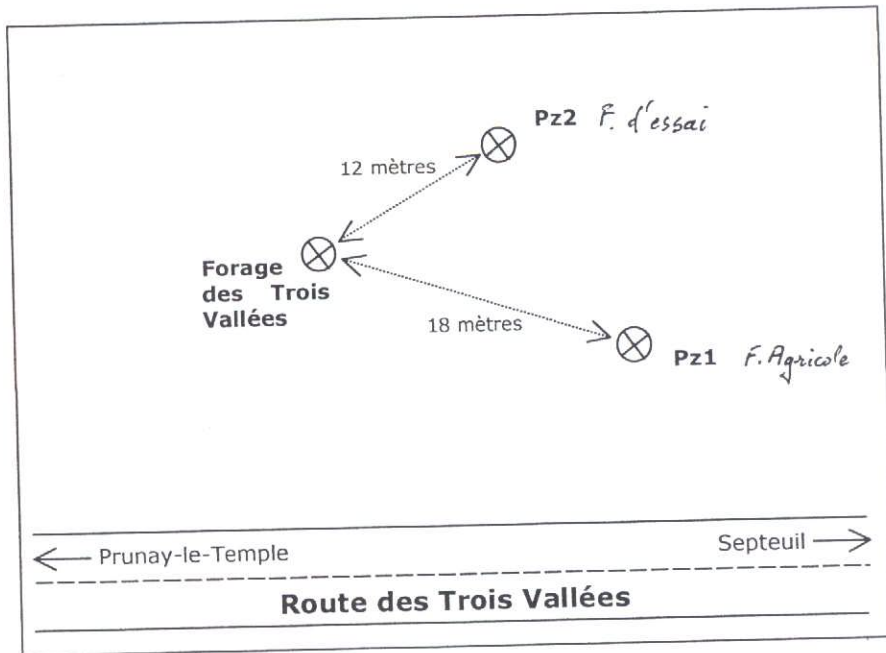 Pz2 F. d'essai
12 mètres
Forage
des Trois
Vallées
18 mètres
Pz1 F. Agricole
Prunay-le-Temple
Septeuil
Route des Trois Vallées